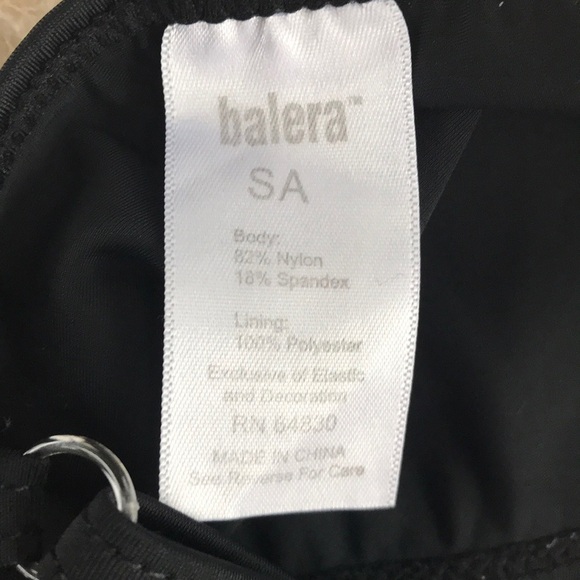 balera™
SA
Body:
82% Nylon
18% Spandex
Lining:
100% Polyester
Exclusive of Elastic
and Decoration
RN 64830
MADE IN CHINA
See Reverse For Care